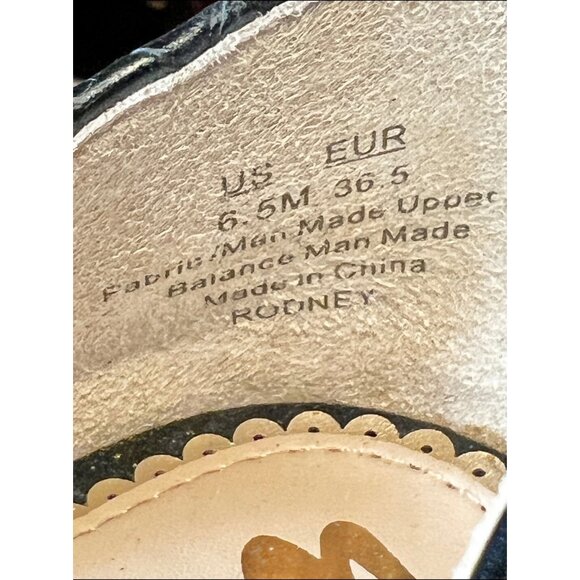 US EUR
6.5M 36.5
Fabric/Man Made Upper
Balance Man Made
Made in China
RODNEY